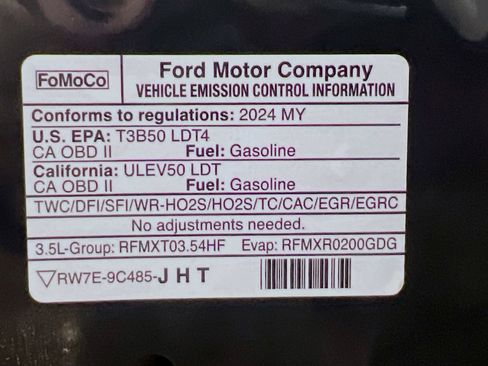 FoMoCo
Ford Motor Company
VEHICLE EMISSION CONTROL INFORMATION
Conforms to regulations: 2024 MY
U.S. EPA: T3B50 LDT4
CA OBD II Fuel: Gasoline
California: ULEV50 LDT
CA OBD II Fuel: Gasoline
TWC/DFI/SFI/WR-HO2S/HO2S/TC/CAC/EGR/EGRC
No adjustments needed.
3.5L-Group: RFMXT03.54HF Evap: RFMXR0200GDG
▽RW7E-9C485-JHT